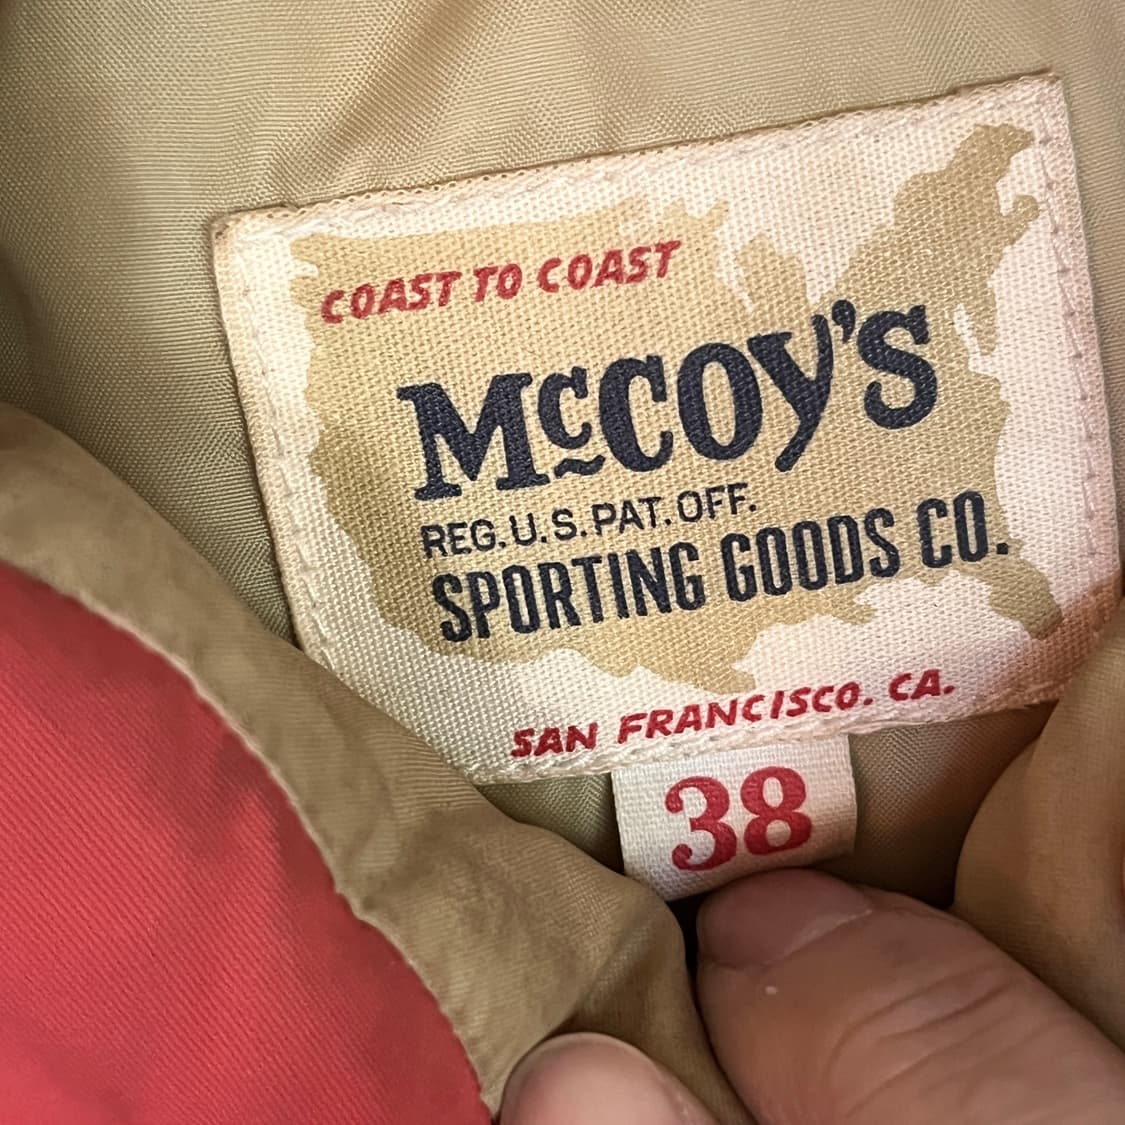 COAST TO COAST
McCOY'S
REG. U.S. PAT. OFF.
SPORTING GOODS CO.
SAN FRANCISCO. CA.
38